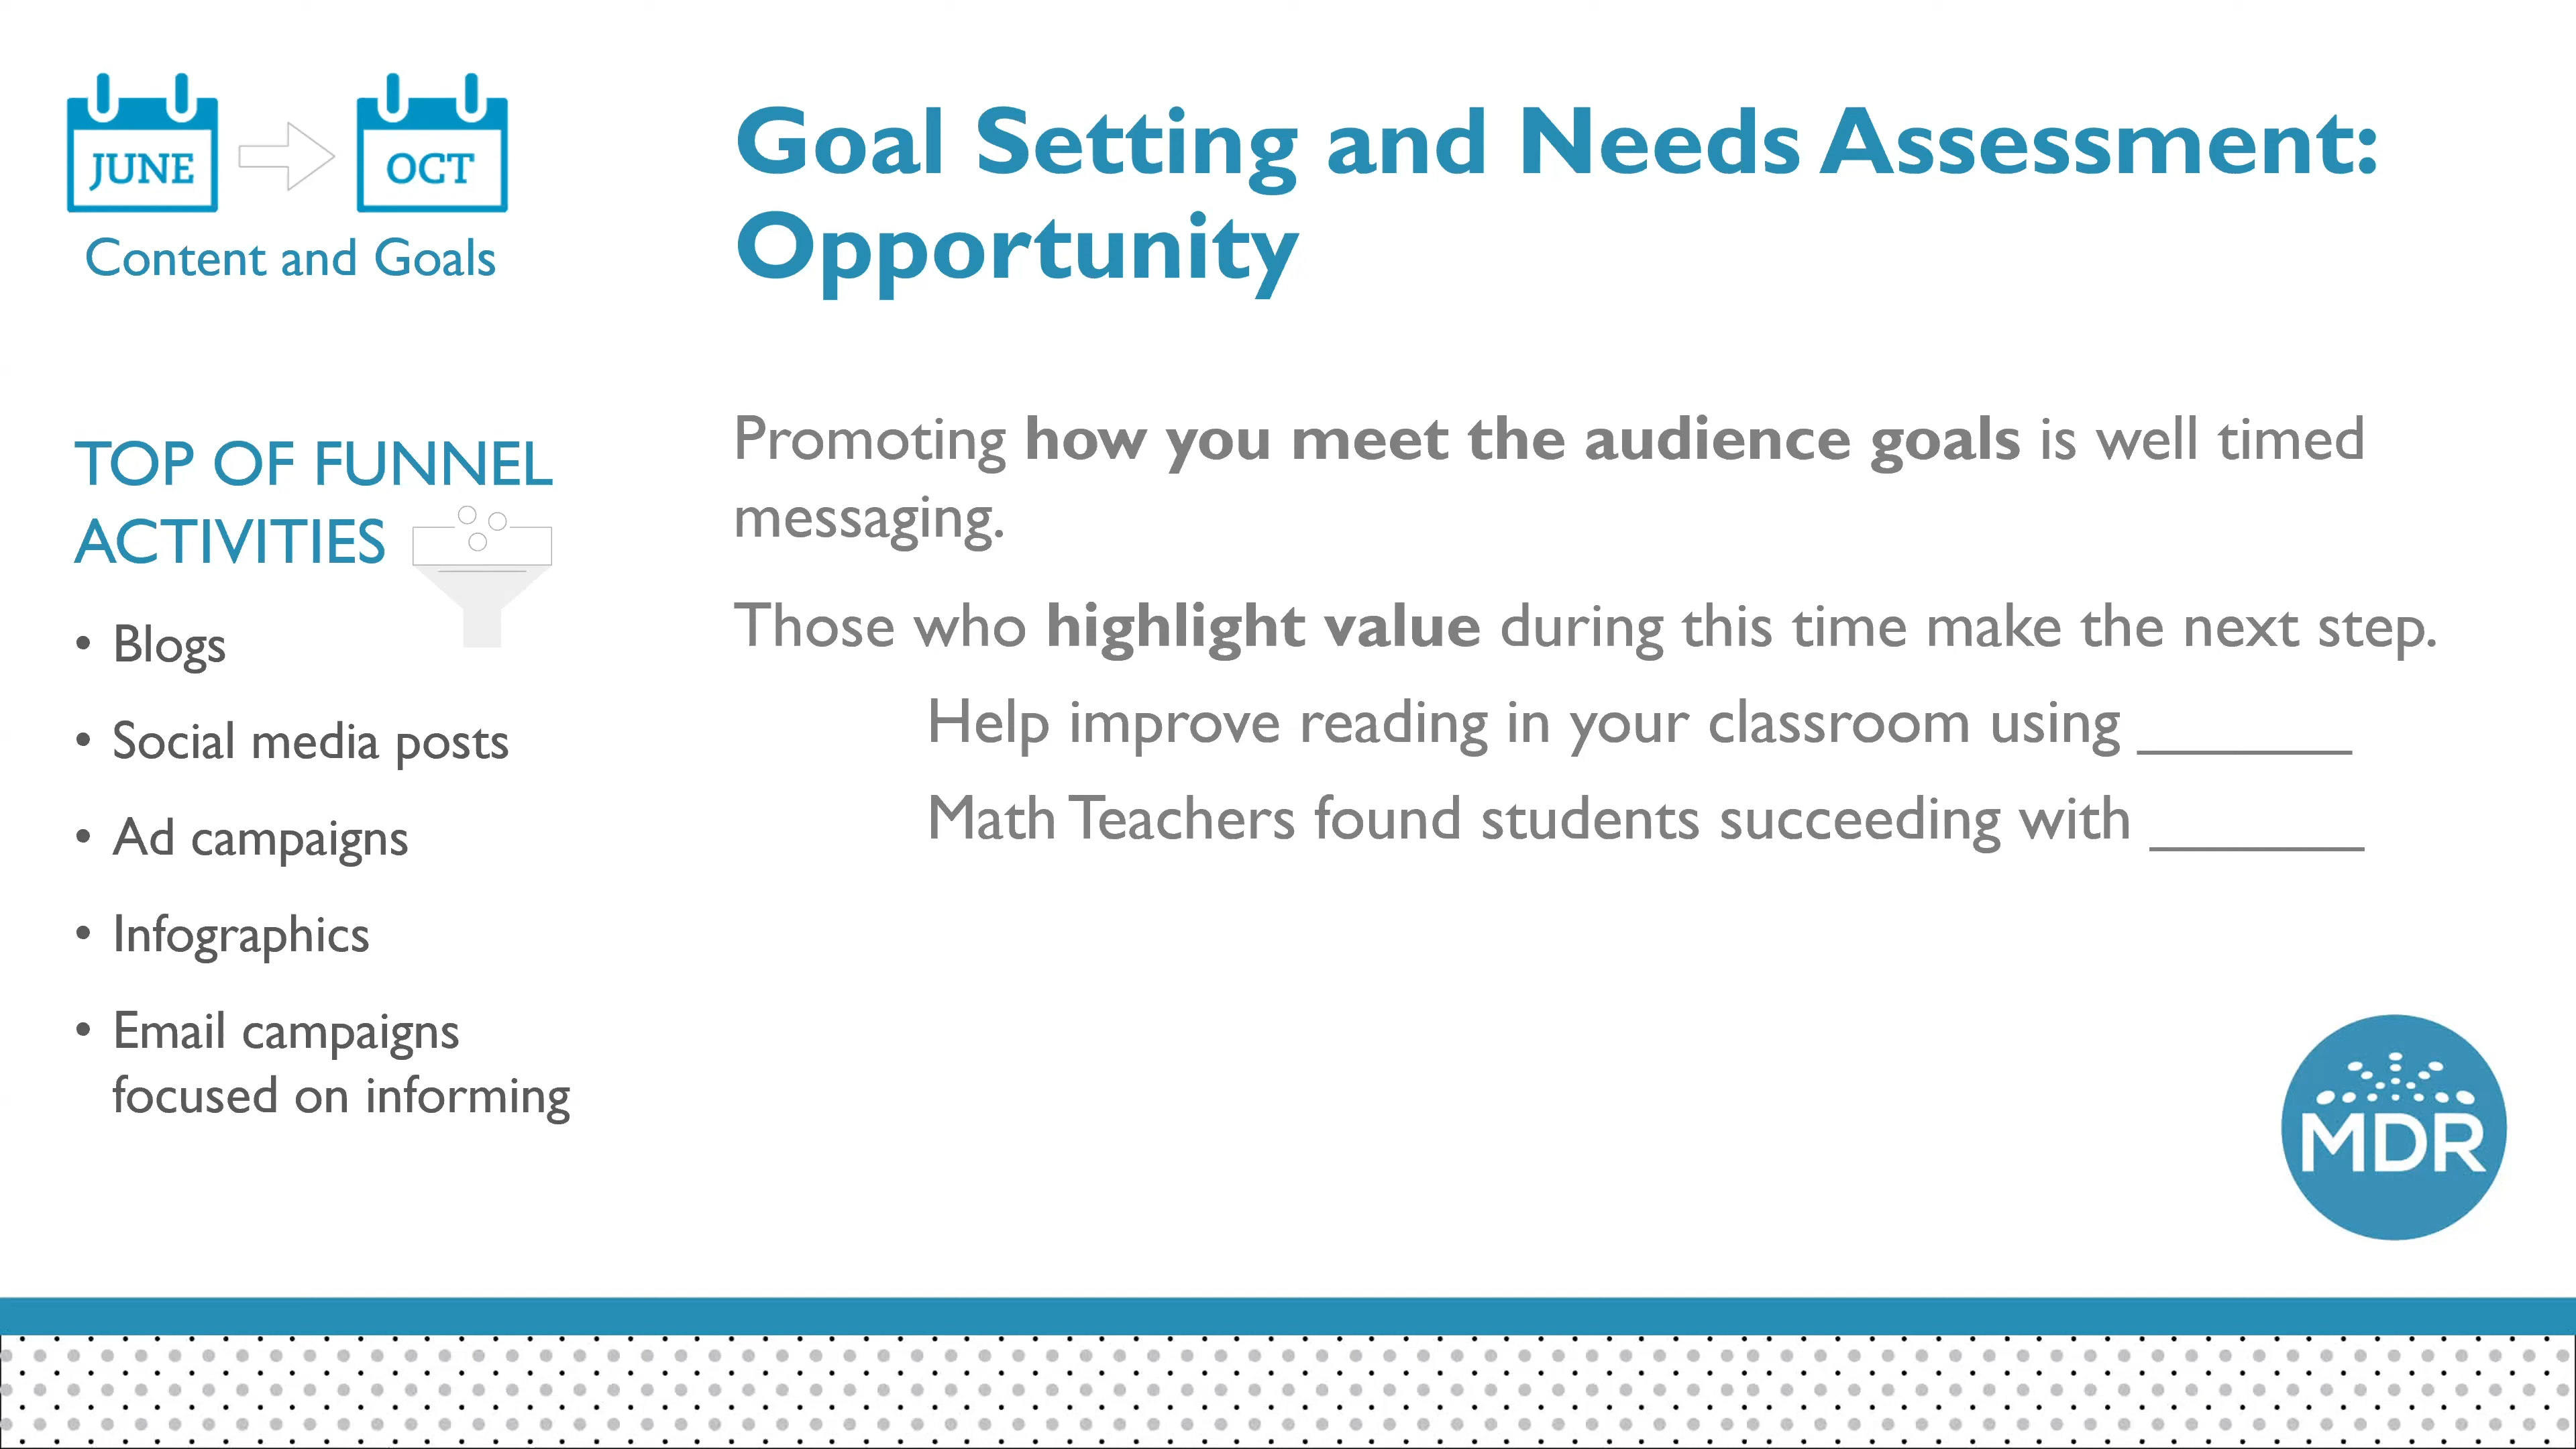 JUNE
OCT
Content and Goals
Goal Setting and Needs Assessment:
Opportunity
TOP OF FUNNEL
ACTIVITIES
• Blogs
• Social media posts
• Ad campaigns
• Infographics
• Email campaigns
focused on informing
Promoting how you meet the audience goals is well timed
messaging.
Those who highlight value during this time make the next step.
Help improve reading in your classroom using ______
Math Teachers found students succeeding with ______
MDR